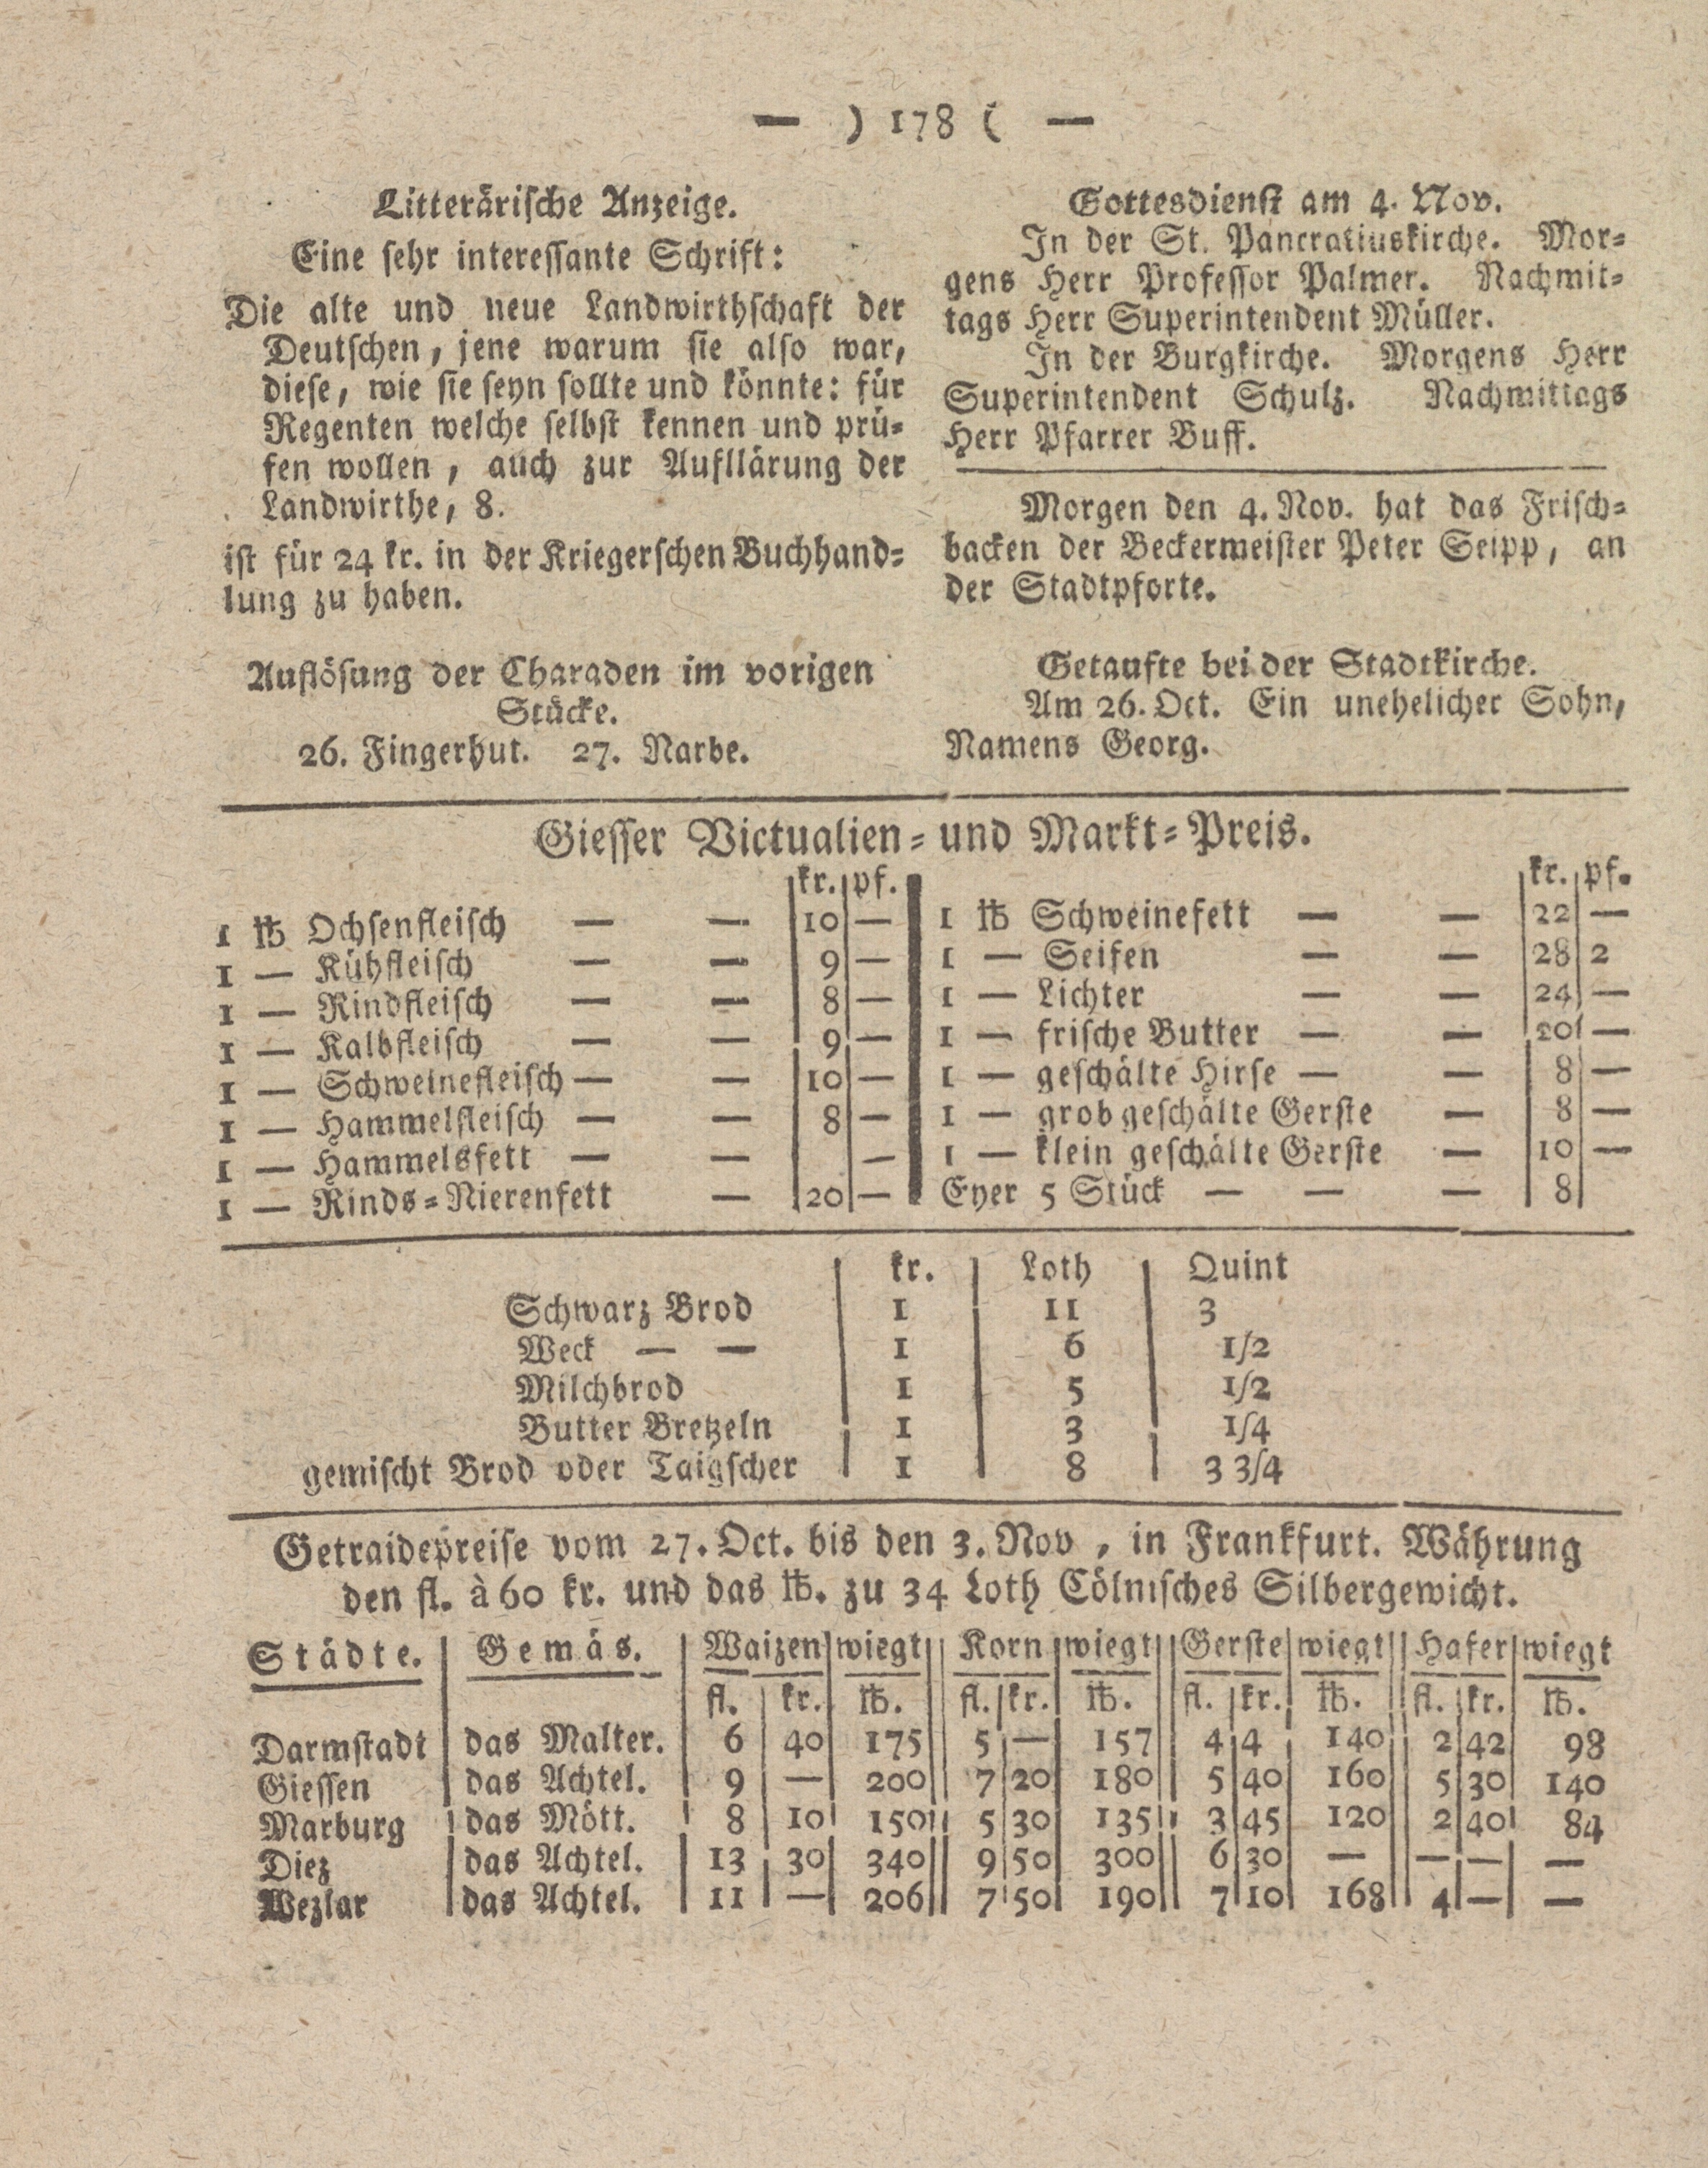 — ) 178 ( —
Litterärische Anzeige.
Eine sehr interessante Schrift:
Die alte und neue Landwirthschaft der
Deutschen, jene warum sie also war,
diese, wie sie seyn sollte und könnte: für
Regenten welche selbst kennen und prü-
fen wollen, auch zur Aufllärung der
Landwirthe, 8.
ist für 24 kr. in der Kriegerschen Buchhand-
lung zu haben.
Auflösung der Charaden im vorigen
Stücke.
26. Fingerhut. 27. Narbe.
Gottesdienst am 4. Nov.
In der St. Pancratiuskirche. Mor-
gens Herr Professor Palmer. Nachmit-
tags Herr Superintendent Müller.
In der Burgkirche. Morgens Herr
Superintendent Schulz. Nachmittags
Herr Pfarrer Buff.
Morgen den 4. Nov. hat das Frisch-
backen der Beckermeister Peter Seipp, an
der Stadtpforte.
Getaufte bei der Stadtkirche.
Am 26. Oct. Ein unehelicher Sohn,
Namens Georg.
Giesser Victualien- und Markt-Preis.
kr. pf.
1 ℔ Ochsenfleisch — — 10 —
1 — Kühfleisch — — 9 —
1 — Rindfleisch — — 8 —
1 — Kalbfleisch — — 9 —
1 — Schweinefleisch — — 10 —
1 — Hammelfleisch — — 8 —
1 — Hammelsfett — — —
1 — Rinds-Nierenfett — 20 —
kr. pf.
1 ℔ Schweinefett — — 22 —
1 — Seifen — — 28 2
1 — Lichter — — 24 —
1 — frische Butter — — 20 —
1 — geschälte Hirse — — 8 —
1 — grob geschälte Gerste — 8 —
1 — klein geschälte Gerste — 10 —
Eyer 5 Stück — — — 8
kr. Loth Quint
Schwarz Brod 1 11 3
Weck — — 1 6 1/2
Milchbrod 1 5 1/2
Butter Bretzeln 1 3 1/4
gemischt Brod oder Taigscher 1 8 3 3/4
Getraidepreise vom 27. Oct. bis den 3. Nov, in Frankfurt. Währung
den fl. à 60 kr. und das ℔. zu 34 Loth Cölnisches Silbergewicht.
Städte. Gemäs. Waizen wiegt Korn wiegt Gerste wiegt Hafer wiegt
fl. kr. ℔. fl. kr. ℔. fl. kr. ℔. fl. kr. ℔.
Darmstadt das Malter. 6 40 175 5 — 157 4 4 140 2 42 98
Giessen das Achtel. 9 — 200 7 20 180 5 40 160 5 30 140
Marburg das Mött. 8 10 150 5 30 135 3 45 120 2 40 84
Diez das Achtel. 13 30 340 9 50 300 6 30 — — — —
Wezlar das Achtel. 11 — 206 7 50 190 7 10 168 4 — —